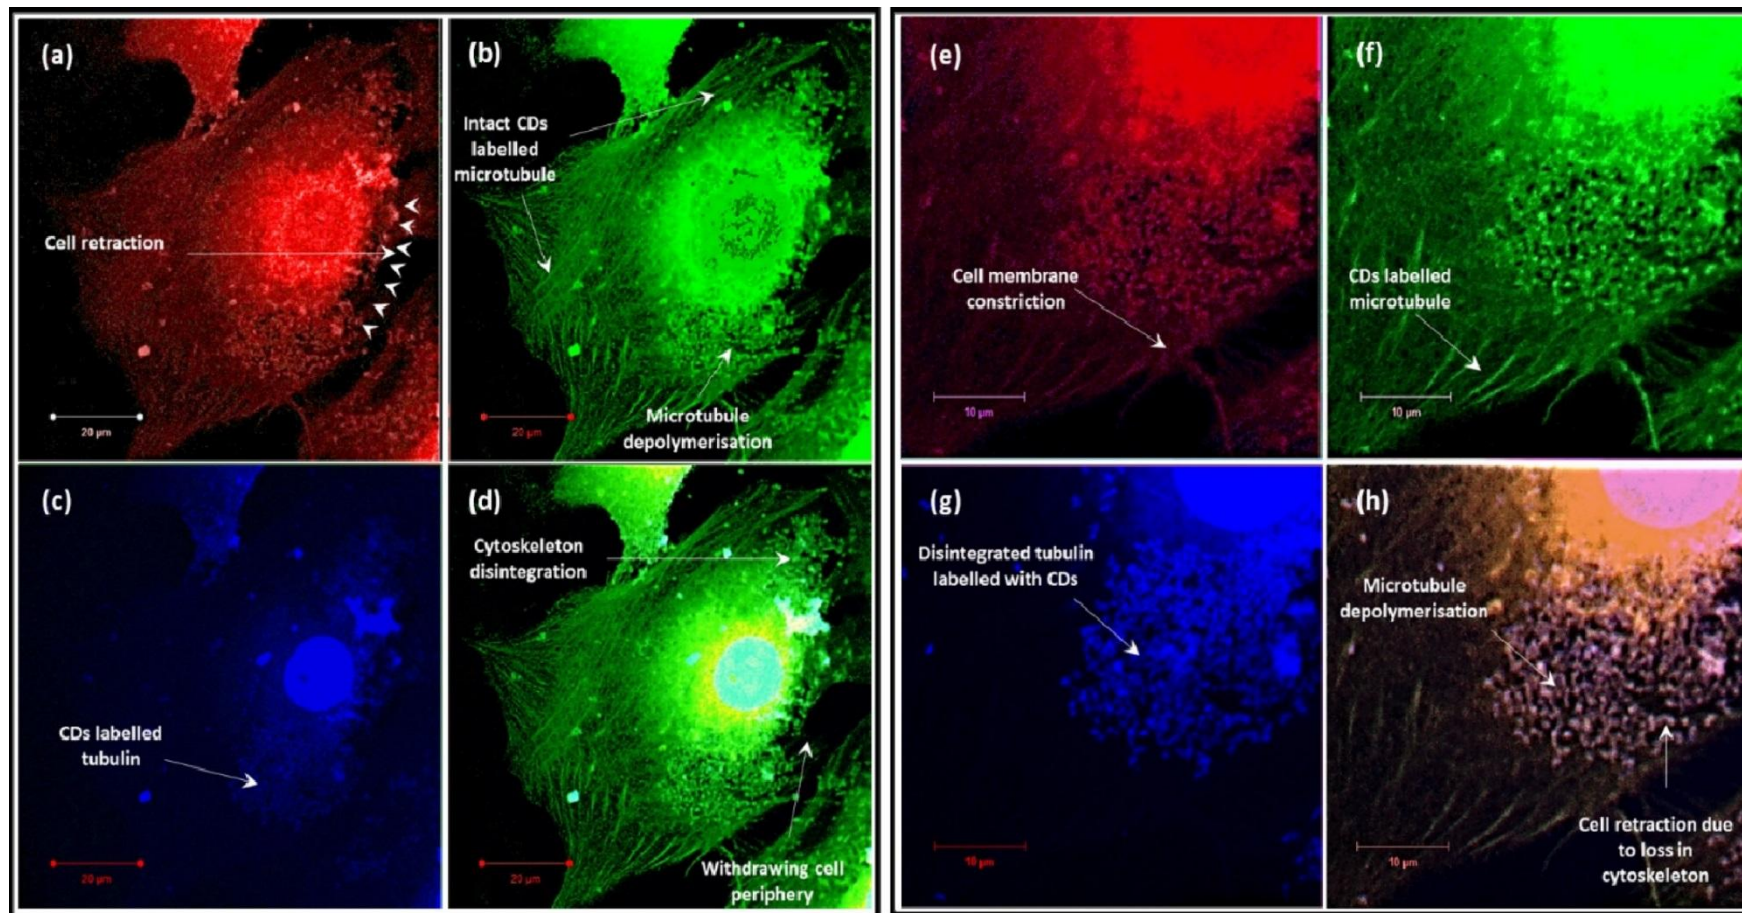 (a)
Cell retraction
20 µm
(b)
Intact CDs
labelled
microtubule
Microtubule
depolymerisation
20 µm
(c)
CDs labelled
tubulin
20 µm
(d)
Cytoskeleton
disintegration
Withdrawing cell
periphery
20 µm
(e)
Cell membrane
constriction
10 µm
(f)
CDs labelled
microtubule
10 µm
(g)
Disintegrated tubulin
labelled with CDs
10 µm
(h)
Microtubule
depolymerisation
Cell retraction due
to loss in
cytoskeleton
10 µm